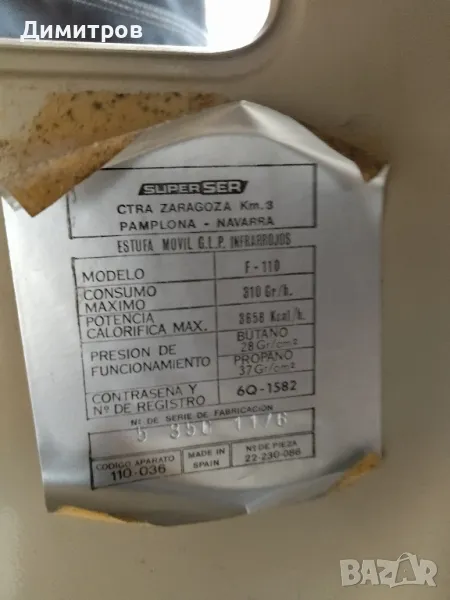 Димитров
SUPER SER
CTRA ZARAGOZA Km. 3
PAMPLONA - NAVARRA
ESTUFA MOVIL G.L.P. INFRARROJOS
MODELO F-110
CONSUMO MAXIMO 310 Gr/h.
POTENCIA CALORIFICA MAX. 3658 Kcal/h.
PRESION DE FUNCIONAMIENTO BUTANO 28 Gr/cm² PROPANO 37 Gr/cm²
CONTRASEÑA Y Nº DE REGISTRO 6Q-1582
Nº DE SERIE DE FABRICACION
CODIGO APARATO 110-036
MADE IN SPAIN
Nº DE PIEZA 22-230-086
BAZAR